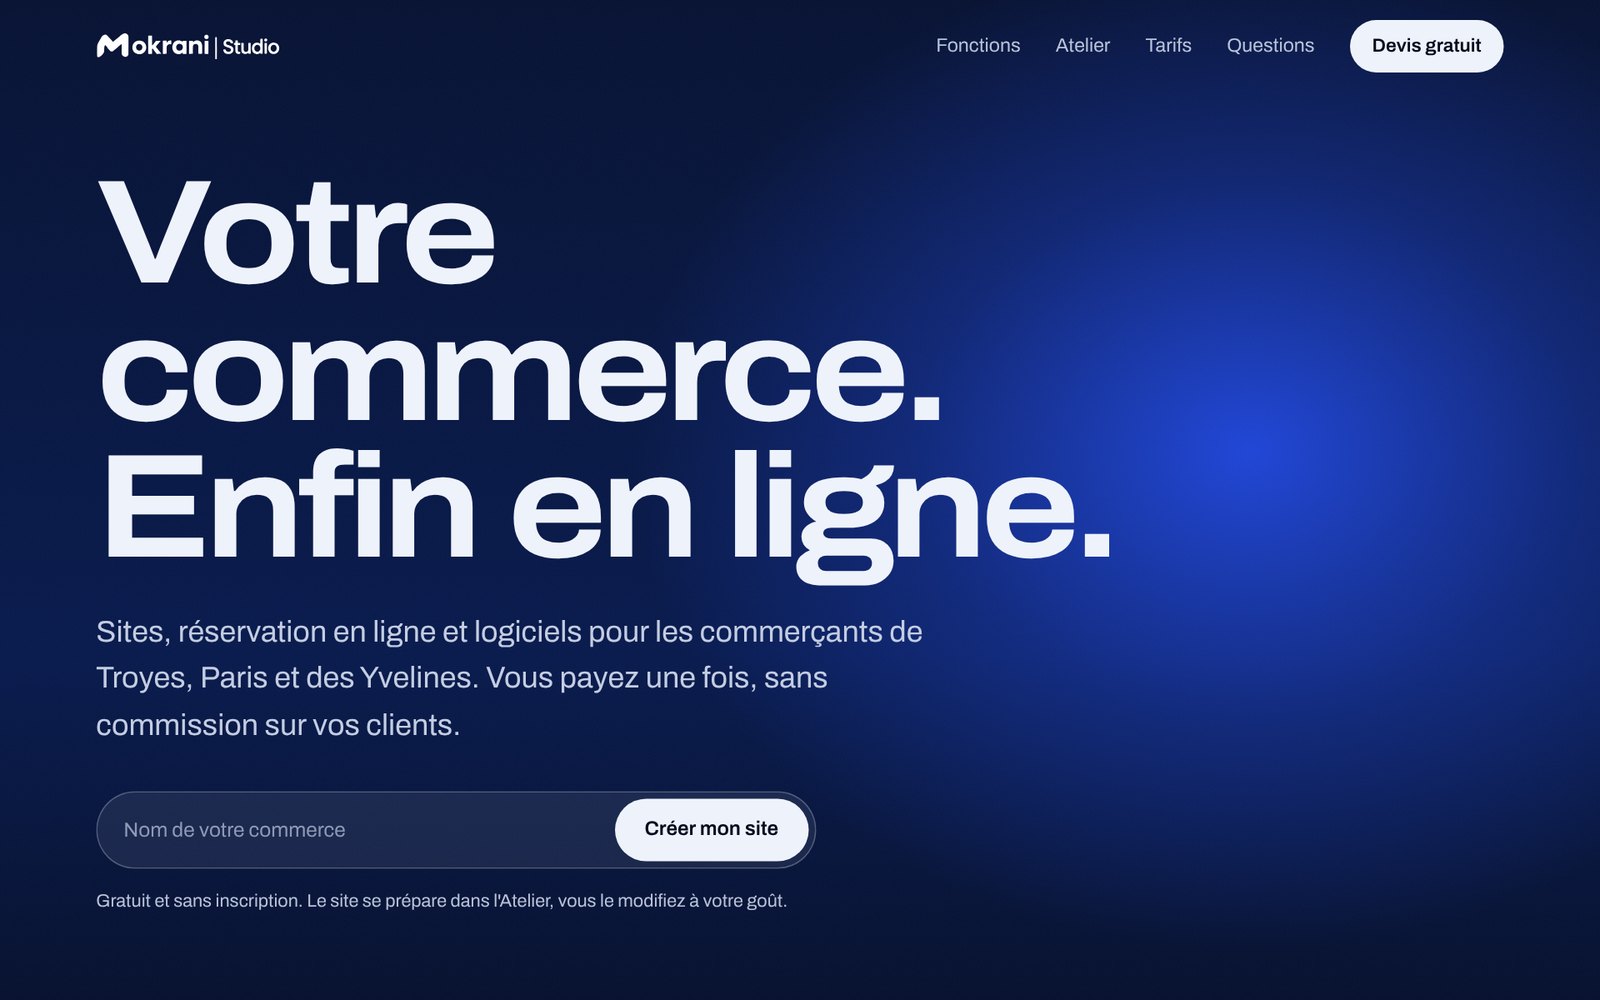 Mokrani | Studio
Fonctions
Atelier
Tarifs
Questions
Devis gratuit
Votre
commerce.
Enfin en ligne.
Sites, réservation en ligne et logiciels pour les commerçants de
Troyes, Paris et des Yvelines. Vous payez une fois, sans
commission sur vos clients.
Nom de votre commerce
Créer mon site
Gratuit et sans inscription. Le site se prépare dans l'Atelier, vous le modifiez à votre goût.